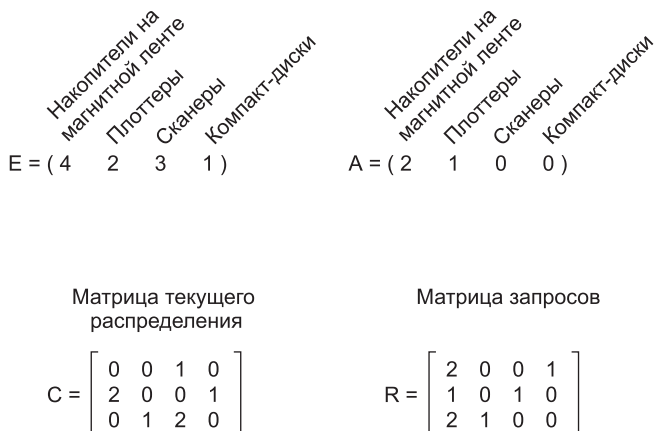 Накопители на
магнитной ленте
Плоттеры
Сканеры
Компакт-диски
E = ( 4 2 3 1 )
Накопители на
магнитной ленте
Плоттеры
Сканеры
Компакт-диски
A = ( 2 1 0 0 )
Матрица текущего
распределения
C =
0 0 1 0
2 0 0 1
0 1 2 0
Матрица запросов
R =
2 0 0 1
1 0 1 0
2 1 0 0